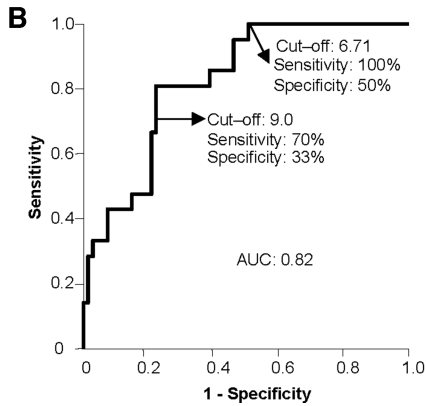 B
1.0
0.8
0.6
0.4
0.2
0
Sensitivity
Cut–off: 6.71
Sensitivity: 100%
Specificity: 50%
Cut–off: 9.0
Sensitivity: 70%
Specificity: 33%
AUC: 0.82
0 0.2 0.4 0.6 0.8 1.0
1 - Specificity